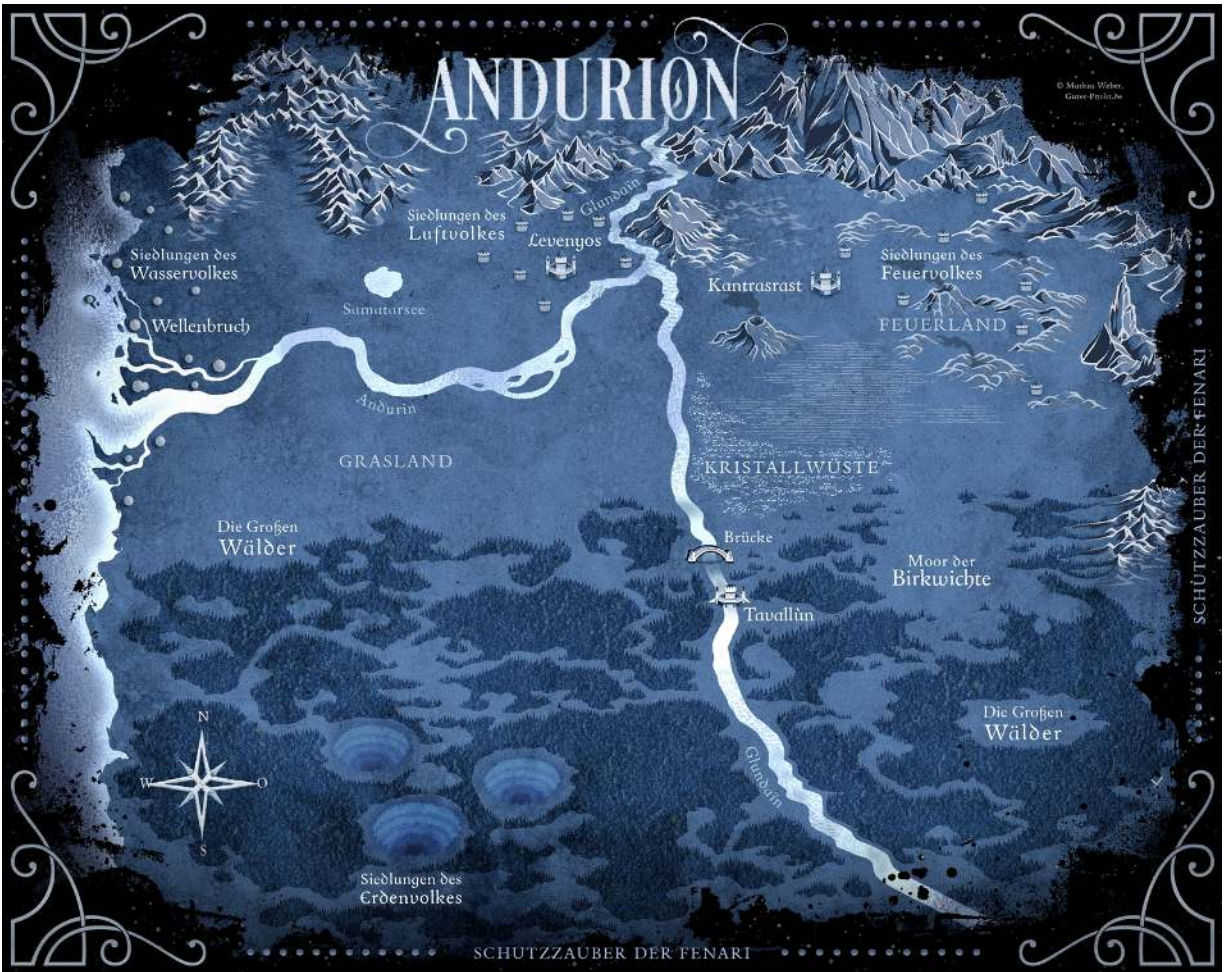 ANDURION
© Markus Weber,
Guter-Punkt.de
Glundain
Siedlungen des
Luftvolkes
Levenyos
Siedlungen des
Wasservolkes
Siedlungen des
Feuervolkes
Kantrasrast
Samatarsee
Wellenbruch
FEUERLAND
Andurin
GRASLAND
KRISTALLWÜSTE
Die Großen
Wälder
Brücke
Moor der
Birkwichte
Tavallùn
SCHUTZZAUBER DER FENARI
Die Großen
Wälder
N
W
O
S
Glundain
Siedlungen des
Erdenvolkes
SCHUTZZAUBER DER FENARI